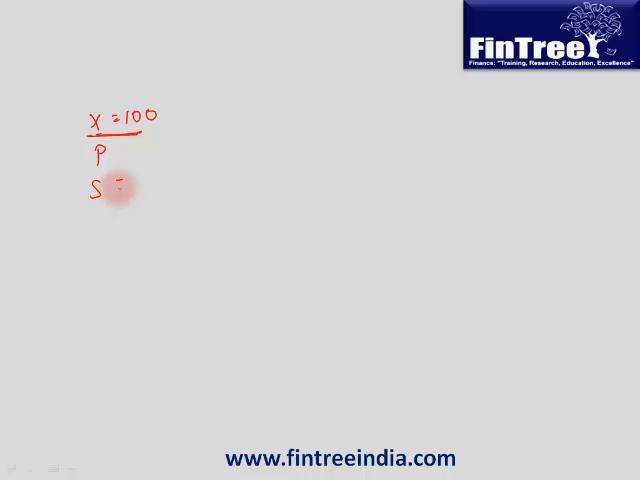 FinTree
Finance: "Training, Research, Education, Excellence"
X = 100
P
S =
www.fintreeindia.com